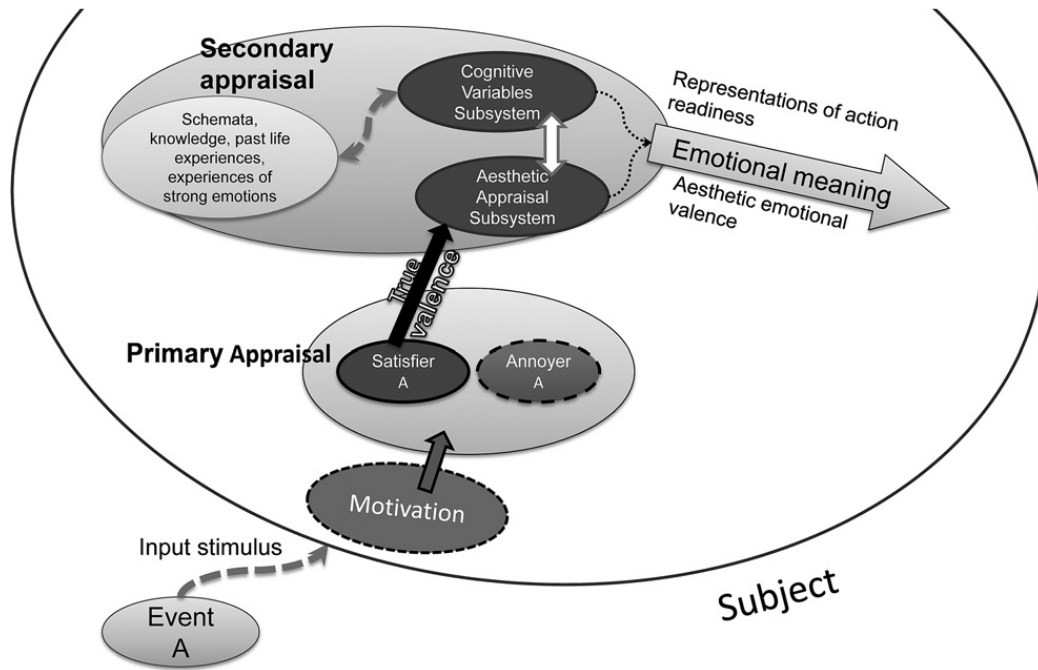 Secondary
appraisal
Cognitive
Variables
Subsystem
Schemata,
knowledge, past life
experiences,
experiences of
strong emotions
Aesthetic
Appraisal
Subsystem
Representations of action
readiness
Emotional meaning
Aesthetic emotional
valence
True
valence
Primary Appraisal
Satisfier
A
Annoyer
A
Motivation
Input stimulus
Event
A
Subject